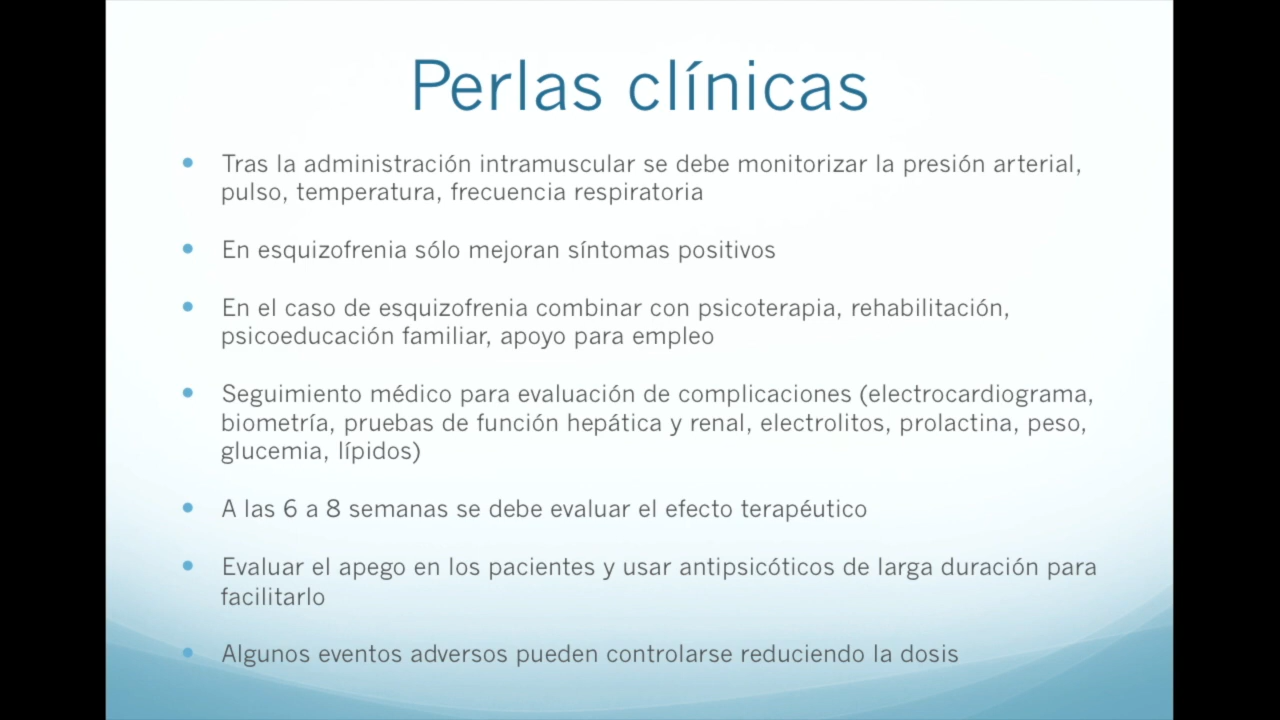 Perlas clínicas
• Tras la administración intramuscular se debe monitorizar la presión arterial,
pulso, temperatura, frecuencia respiratoria
• En esquizofrenia sólo mejoran síntomas positivos
• En el caso de esquizofrenia combinar con psicoterapia, rehabilitación,
psicoeducación familiar, apoyo para empleo
• Seguimiento médico para evaluación de complicaciones (electrocardiograma,
biometría, pruebas de función hepática y renal, electrolitos, prolactina, peso,
glucemia, lípidos)
• A las 6 a 8 semanas se debe evaluar el efecto terapéutico
• Evaluar el apego en los pacientes y usar antipsicóticos de larga duración para
facilitarlo
• Algunos eventos adversos pueden controlarse reduciendo la dosis